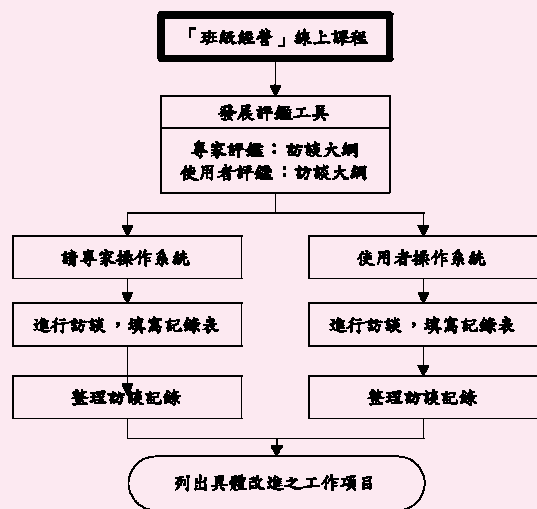 「班級經營」線上課程
發展評鑑工具
專家評鑑：訪談大綱
使用者評鑑：訪談大綱
請專家操作系統
使用者操作系統
進行訪談，填寫記錄表
進行訪談，填寫記錄表
整理訪談記錄
整理訪談記錄
列出具體改進之工作項目